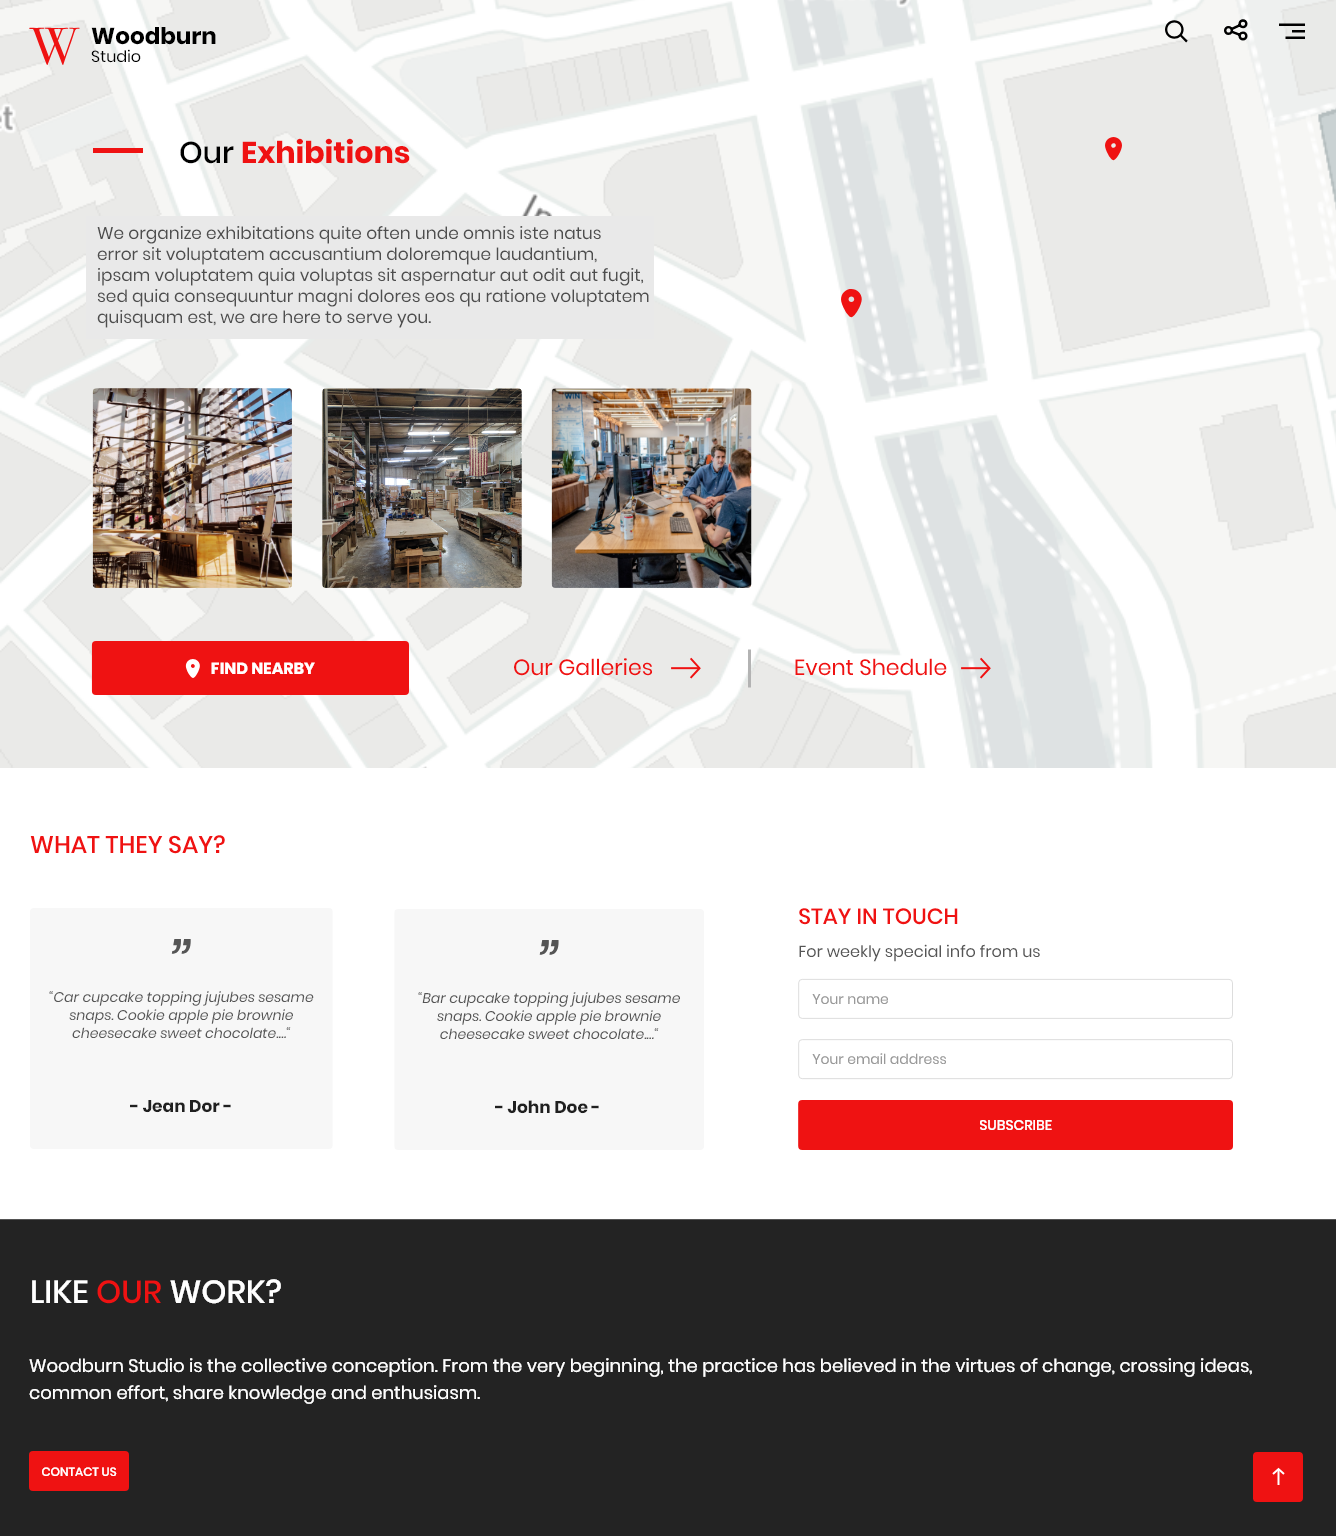 W Woodburn
Studio
et
Our Exhibitions
We organize exhibitations quite often unde omnis iste natus
error sit voluptatem accusantium doloremque laudantium,
ipsam voluptatem quia voluptas sit aspernatur aut odit aut fugit,
sed quia consequuntur magni dolores eos qu ratione voluptatem
quisquam est, we are here to serve you.
WIN
FIND NEARBY
Our Galleries
Event Shedule
WHAT THEY SAY?
STAY IN TOUCH
For weekly special info from us
Your name
Your email address
SUBSCRIBE
”
“Car cupcake topping jujubes sesame
snaps. Cookie apple pie brownie
cheesecake sweet chocolate....“
- Jean Dor -
”
“Bar cupcake topping jujubes sesame
snaps. Cookie apple pie brownie
cheesecake sweet chocolate....“
- John Doe -
LIKE OUR WORK?
Woodburn Studio is the collective conception. From the very beginning, the practice has believed in the virtues of change, crossing ideas,
common effort, share knowledge and enthusiasm.
CONTACT US